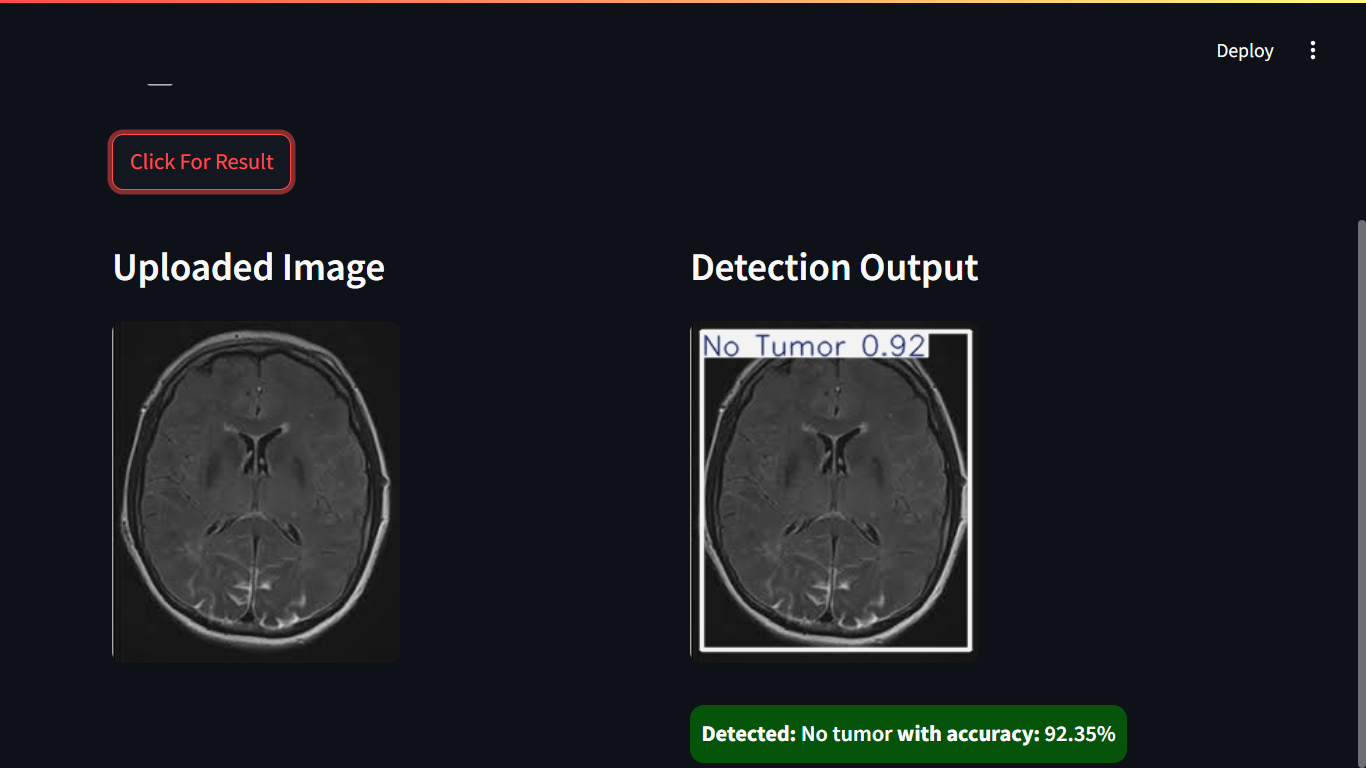 Deploy
Click For Result
Uploaded Image
Detection Output
No Tumor 0.92
Detected: No tumor with accuracy: 92.35%